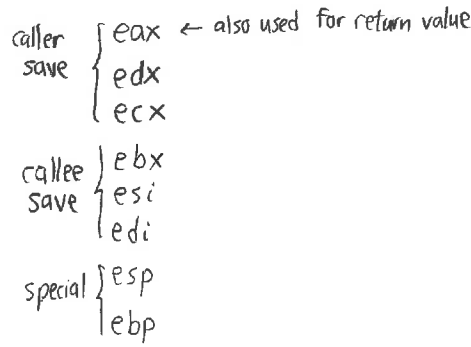 caller save
eax ← also used for return value
edx
ecx
callee save
ebx
esi
edi
special
esp
ebp